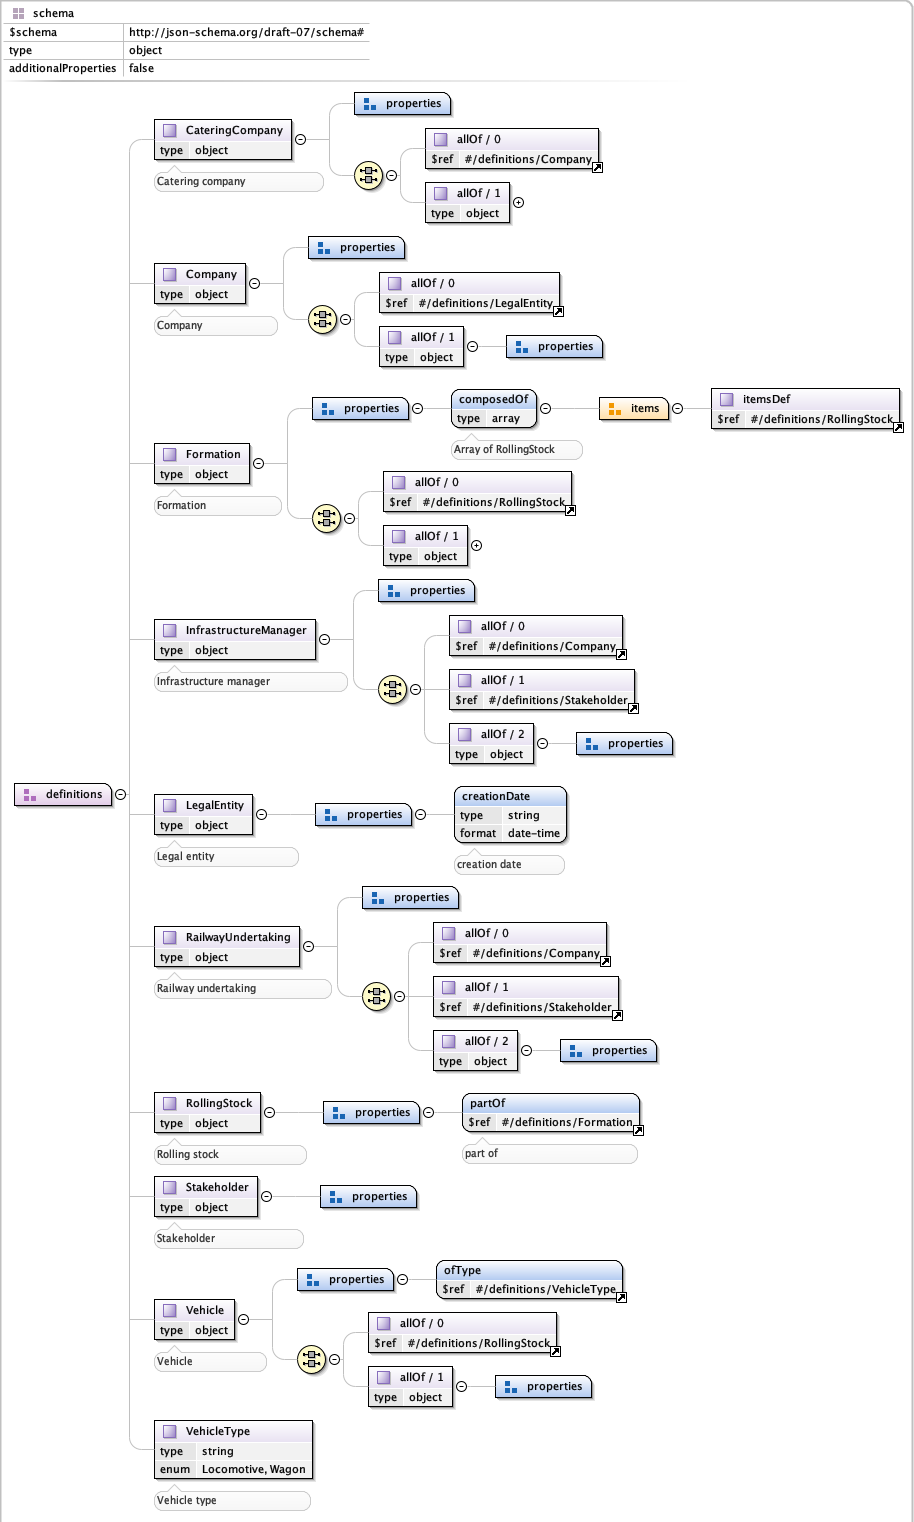 schema
$schema http://json-schema.org/draft-07/schema#
type object
additionalProperties false
properties
CateringCompany
type object
Catering company
allOf / 0
$ref #/definitions/Company
allOf / 1
type object
properties
Company
type object
Company
allOf / 0
$ref #/definitions/LegalEntity
allOf / 1
type object
properties
properties
composedOf
type array
Array of RollingStock
items
itemsDef
$ref #/definitions/RollingStock
Formation
type object
Formation
allOf / 0
$ref #/definitions/RollingStock
allOf / 1
type object
properties
InfrastructureManager
type object
Infrastructure manager
allOf / 0
$ref #/definitions/Company
allOf / 1
$ref #/definitions/Stakeholder
allOf / 2
type object
properties
definitions
LegalEntity
type object
Legal entity
properties
creationDate
type string
format date-time
creation date
properties
RailwayUndertaking
type object
Railway undertaking
allOf / 0
$ref #/definitions/Company
allOf / 1
$ref #/definitions/Stakeholder
allOf / 2
type object
properties
RollingStock
type object
Rolling stock
properties
partOf
$ref #/definitions/Formation
part of
Stakeholder
type object
Stakeholder
properties
properties
ofType
$ref #/definitions/VehicleType
Vehicle
type object
Vehicle
allOf / 0
$ref #/definitions/RollingStock
allOf / 1
type object
properties
VehicleType
type string
enum Locomotive, Wagon
Vehicle type